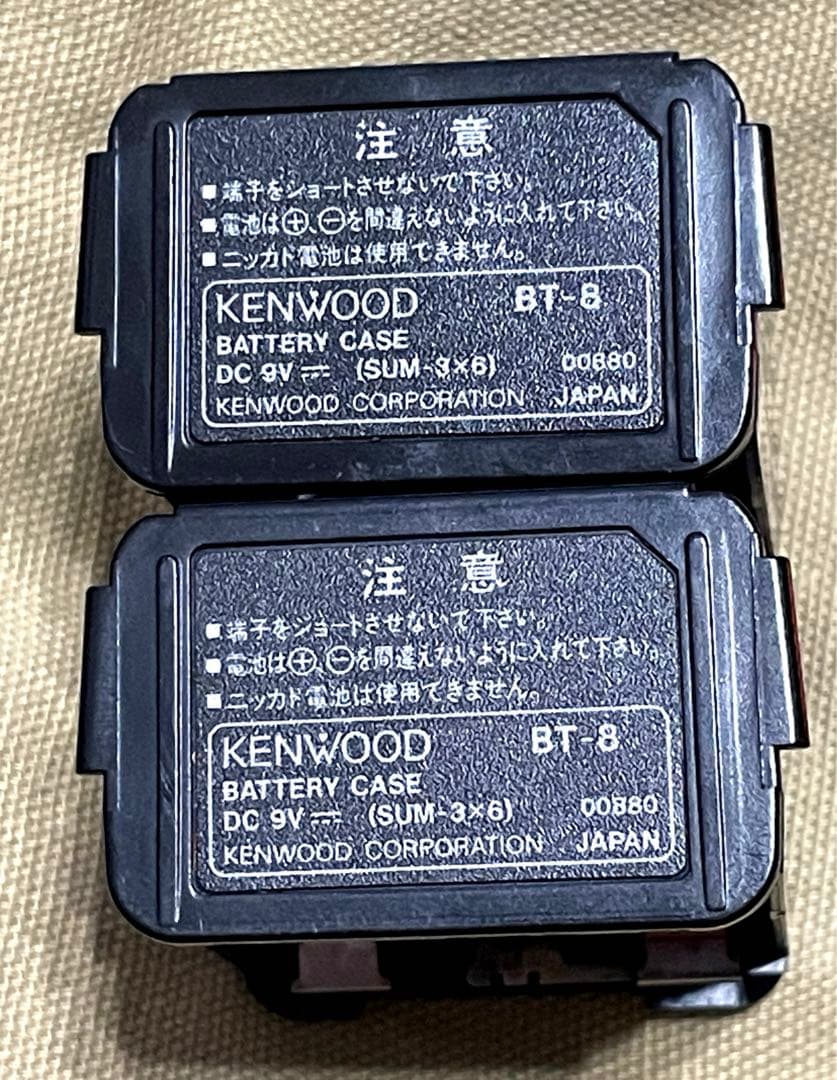 注意
■端子をショートさせないで下さい。
■電池は⊕、⊖を間違えないように入れて下さい。
■ニッカド電池は使用できません。
KENWOOD BT-8
BATTERY CASE
DC 9V⎓ (SUM-3×6) 00880
KENWOOD CORPORATION JAPAN
注意
■端子をショートさせないで下さい。
■電池は⊕、⊖を間違えないように入れて下さい。
■ニッカド電池は使用できません。
KENWOOD BT-8
BATTERY CASE
DC 9V⎓ (SUM-3×6) 00880
KENWOOD CORPORATION JAPAN